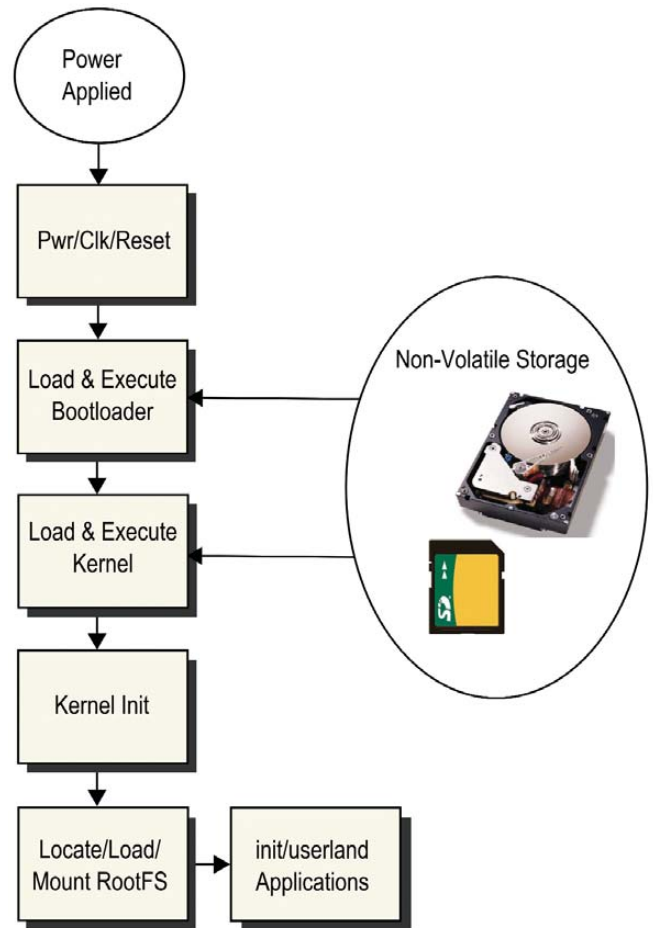 Power
Applied
Pwr/Clk/Reset
Load & Execute
Bootloader
Load & Execute
Kernel
Kernel Init
Locate/Load/
Mount RootFS
init/userland
Applications
Non-Volatile Storage
SD